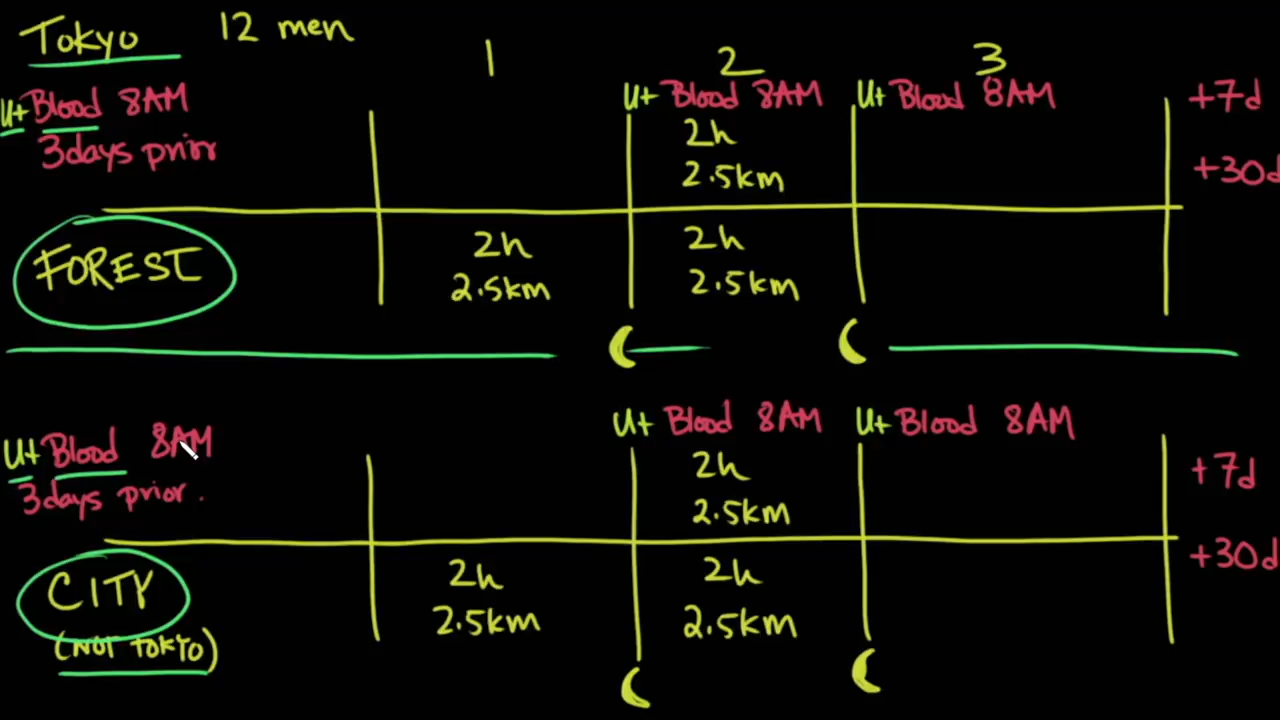 Tokyo 12 men
1 2 3
U+ Blood 8AM U+ Blood 8AM U+ Blood 8AM +7d
3days prior 2h +30d
2.5km
FOREST 2h 2h
2.5km 2.5km
U+ Blood 8AM U+ Blood 8AM U+ Blood 8AM
3days prior. 2h +7d
2.5km
CITY 2h 2h +30d
(NOT TOKYO) 2.5km 2.5km